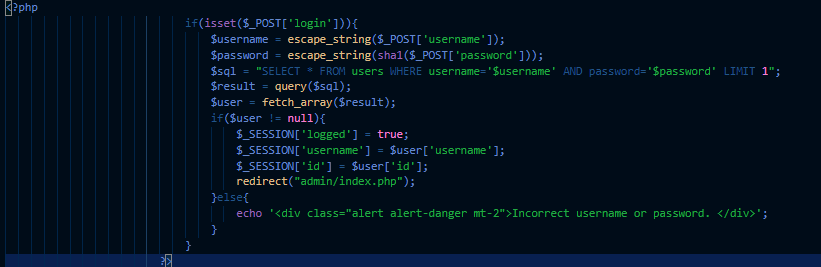 <?php
if(isset($_POST['login'])){
$username = escape_string($_POST['username']);
$password = escape_string(sha1($_POST['password']));
$sql = "SELECT * FROM users WHERE username='$username' AND password='$password' LIMIT 1";
$result = query($sql);
$user = fetch_array($result);
if($user != null){
$_SESSION['logged'] = true;
$_SESSION['username'] = $user['username'];
$_SESSION['id'] = $user['id'];
redirect("admin/index.php");
}else{
echo '<div class="alert alert-danger mt-2">Incorrect username or password. </div>';
}
}
?>